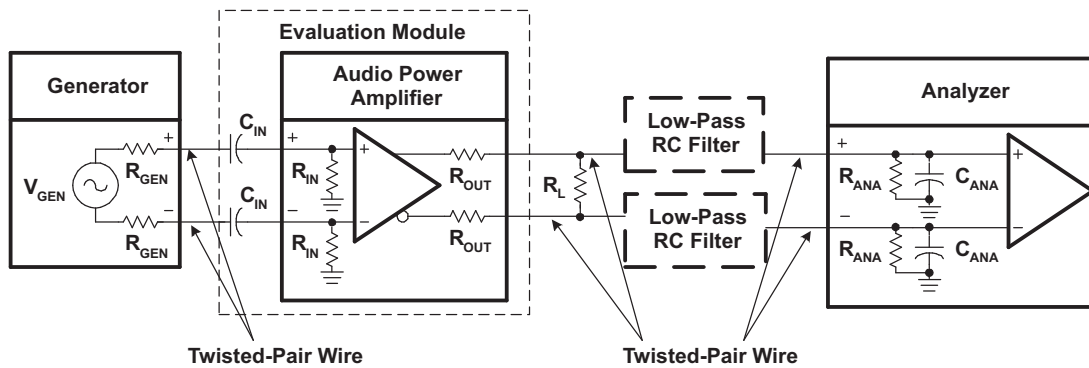 Evaluation Module
Generator
Audio Power
Amplifier
Analyzer
Low-Pass
RC Filter
C_IN
+
+
+
+
R_GEN
R_IN
R_OUT
R_L
R_ANA
C_ANA
V_GEN
−
C_IN
−
−
−
−
R_GEN
R_IN
R_OUT
Low-Pass
RC Filter
R_ANA
C_ANA
Twisted-Pair Wire
Twisted-Pair Wire